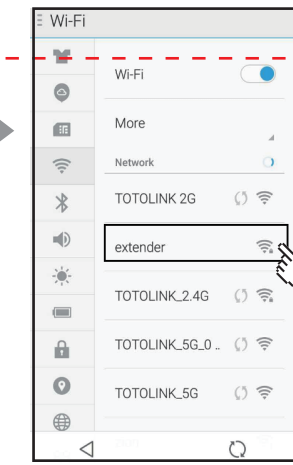 Wi-Fi
Wi-Fi
More
Network
TOTOLINK 2G
extender
TOTOLINK_2.4G
TOTOLINK_5G_0 ..
TOTOLINK_5G